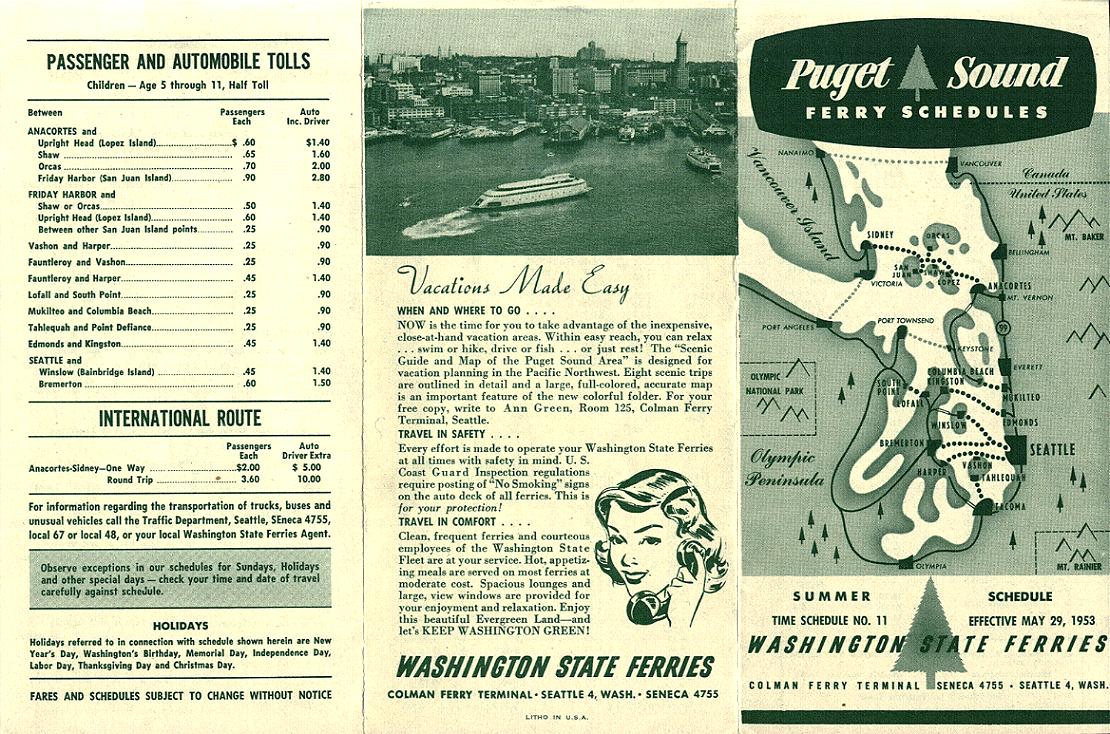 PASSENGER AND AUTOMOBILE TOLLS
Children — Age 5 through 11, Half Toll
Between Passengers Each Auto Inc. Driver
ANACORTES and
Upright Head (Lopez Island) $ .60 $1.40
Shaw .65 1.60
Orcas .70 2.00
Friday Harbor (San Juan Island) .90 2.80
FRIDAY HARBOR and
Shaw or Orcas .50 1.40
Upright Head (Lopez Island) .60 1.40
Between other San Juan Island points .25 .90
Vashon and Harper .25 .90
Fauntleroy and Vashon .25 .90
Fauntleroy and Harper .45 1.40
Lofall and South Point .25 .90
Mukilteo and Columbia Beach .25 .90
Tahlequah and Point Defiance .25 .90
Edmonds and Kingston .45 1.40
SEATTLE and
Winslow (Bainbridge Island) .45 1.40
Bremerton .60 1.50
INTERNATIONAL ROUTE
Passengers Each Auto Driver Extra
Anacortes-Sidney—One Way $2.00 $ 5.00
Round Trip 3.60 10.00
For information regarding the transportation of trucks, buses and
unusual vehicles call the Traffic Department, Seattle, SEneca 4755,
local 67 or local 48, or your local Washington State Ferries Agent.
Observe exceptions in our schedules for Sundays, Holidays
and other special days — check your time and date of travel
carefully against schedule.
HOLIDAYS
Holidays referred to in connection with schedule shown herein are New
Year's Day, Washington's Birthday, Memorial Day, Independence Day,
Labor Day, Thanksgiving Day and Christmas Day.
FARES AND SCHEDULES SUBJECT TO CHANGE WITHOUT NOTICE
Vacations Made Easy
WHEN AND WHERE TO GO . . . .
NOW is the time for you to take advantage of the inexpensive,
close-at-hand vacation areas. Within easy reach, you can relax
. . . swim or hike, drive or fish . . . or just rest! The "Scenic
Guide and Map of the Puget Sound Area" is designed for
vacation planning in the Pacific Northwest. Eight scenic trips
are outlined in detail and a large, full-colored, accurate map
is an important feature of the new colorful folder. For your
free copy, write to Ann Green, Room 125, Colman Ferry
Terminal, Seattle.
TRAVEL IN SAFETY . . . .
Every effort is made to operate your Washington State Ferries
at all times with safety in mind. U. S.
Coast Guard Inspection regulations
require posting of "No Smoking" signs
on the auto deck of all ferries. This is
for your protection!
TRAVEL IN COMFORT . . . .
Clean, frequent ferries and courteous
employees of the Washington State
Fleet are at your service. Hot, appetiz-
ing meals are served on most ferries at
moderate cost. Spacious lounges and
large, view windows are provided for
your enjoyment and relaxation. Enjoy
this beautiful Evergreen Land—and
let's KEEP WASHINGTON GREEN!
WASHINGTON STATE FERRIES
COLMAN FERRY TERMINAL • SEATTLE 4, WASH. • SENECA 4755
LITHO IN U.S.A.
Puget Sound
FERRY SCHEDULES
NANAIMO
VANCOUVER
Vancouver Island
Canada
United States
MT. BAKER
SIDNEY
ORCAS
BELLINGHAM
SAN JUAN
SHAW
LOPEZ
VICTORIA
ANACORTES
MT. VERNON
PORT ANGELES
PORT TOWNSEND
99
KEYSTONE
EVERETT
OLYMPIC
NATIONAL PARK
COLUMBIA BEACH
SOUTH POINT
KINGSTON
LOFALL
MUKILTEO
WINSLOW
EDMONDS
BREMERTON
SEATTLE
Olympic
Peninsula
HARPER
VASHON
TAHLEQUAH
TACOMA
OLYMPIA
MT. RAINIER
SUMMER SCHEDULE
TIME SCHEDULE NO. 11 EFFECTIVE MAY 29, 1953
WASHINGTON STATE FERRIES
COLMAN FERRY TERMINAL SENECA 4755 • SEATTLE 4, WASH.